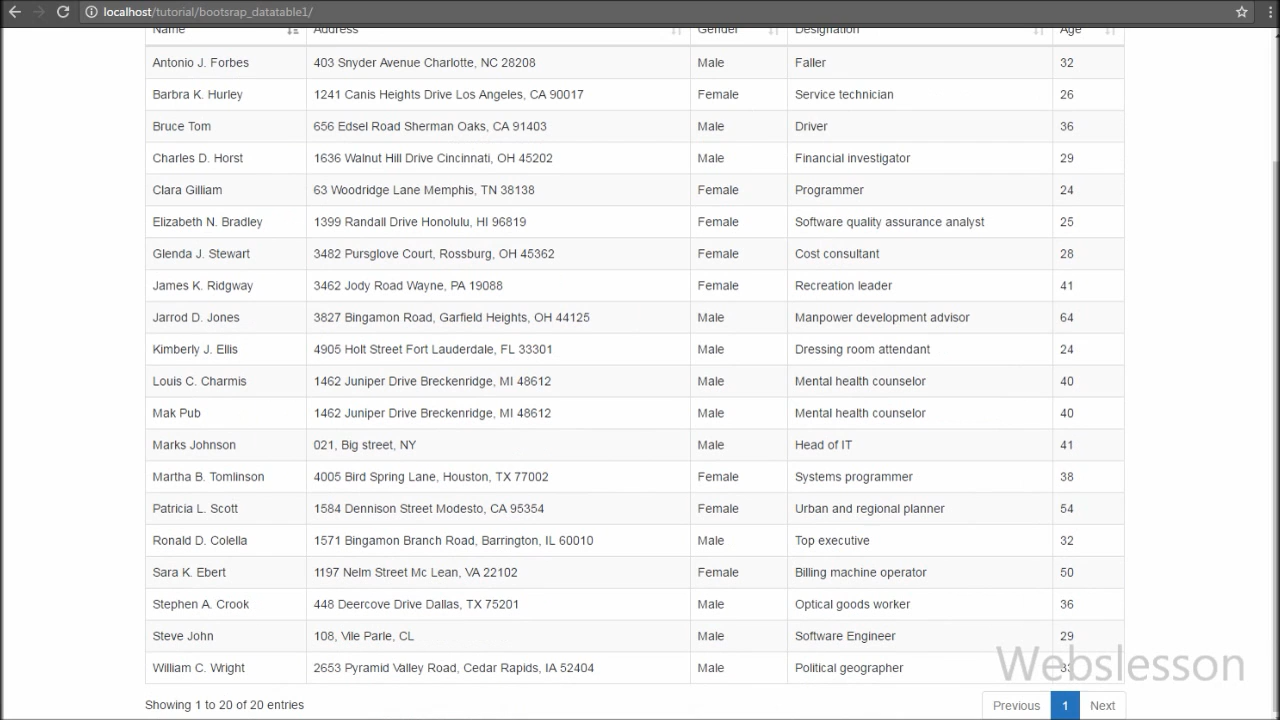 localhost/tutorial/bootsrap_datatable1/
Name Address Gender Designation Age
Antonio J. Forbes 403 Snyder Avenue Charlotte, NC 28208 Male Faller 32
Barbra K. Hurley 1241 Canis Heights Drive Los Angeles, CA 90017 Female Service technician 26
Bruce Tom 656 Edsel Road Sherman Oaks, CA 91403 Male Driver 36
Charles D. Horst 1636 Walnut Hill Drive Cincinnati, OH 45202 Male Financial investigator 29
Clara Gilliam 63 Woodridge Lane Memphis, TN 38138 Female Programmer 24
Elizabeth N. Bradley 1399 Randall Drive Honolulu, HI 96819 Female Software quality assurance analyst 25
Glenda J. Stewart 3482 Pursglove Court, Rossburg, OH 45362 Female Cost consultant 28
James K. Ridgway 3462 Jody Road Wayne, PA 19088 Female Recreation leader 41
Jarrod D. Jones 3827 Bingamon Road, Garfield Heights, OH 44125 Male Manpower development advisor 64
Kimberly J. Ellis 4905 Holt Street Fort Lauderdale, FL 33301 Male Dressing room attendant 24
Louis C. Charmis 1462 Juniper Drive Breckenridge, MI 48612 Male Mental health counselor 40
Mak Pub 1462 Juniper Drive Breckenridge, MI 48612 Male Mental health counselor 40
Marks Johnson 021, Big street, NY Male Head of IT 41
Martha B. Tomlinson 4005 Bird Spring Lane, Houston, TX 77002 Female Systems programmer 38
Patricia L. Scott 1584 Dennison Street Modesto, CA 95354 Female Urban and regional planner 54
Ronald D. Colella 1571 Bingamon Branch Road, Barrington, IL 60010 Male Top executive 32
Sara K. Ebert 1197 Nelm Street Mc Lean, VA 22102 Female Billing machine operator 50
Stephen A. Crook 448 Deercove Drive Dallas, TX 75201 Male Optical goods worker 36
Steve John 108, Vile Parle, CL Male Software Engineer 29
William C. Wright 2653 Pyramid Valley Road, Cedar Rapids, IA 52404 Male Political geographer 33
Webslesson
Showing 1 to 20 of 20 entries Previous 1 Next